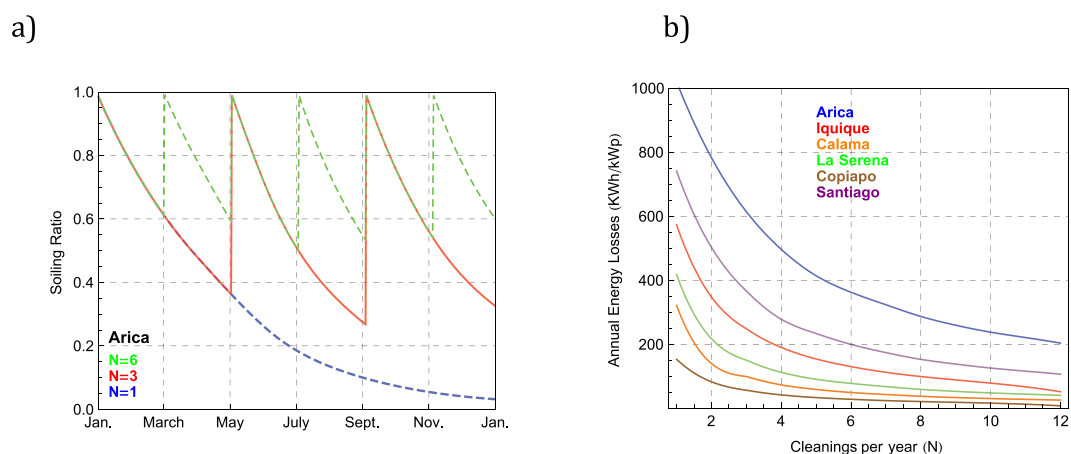 a)
1.0
0.8
0.6
0.4
0.2
0.0
Soiling Ratio
Arica
N=6
N=3
N=1
Jan.
March
May
July
Sept.
Nov.
Jan.
Cleanings per year (N)
b)
1000
800
600
400
200
Annual Energy Losses (KWh/kWp)
Arica
Iquique
Calama
La Serena
Copiapo
Santiago
2
4
6
8
10
12